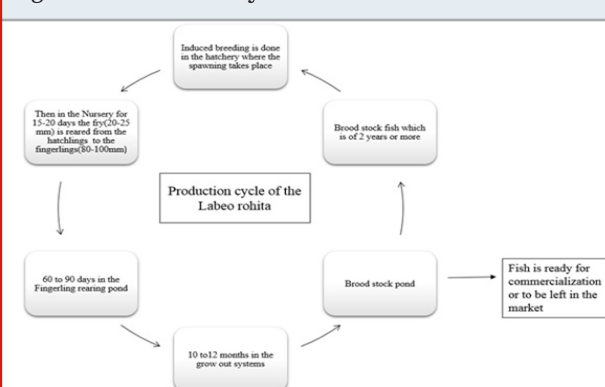 Induced breeding is done
in the hatchery where the
spawning takes place
Then in the Nursery for
15-20 days the fry(20-25
mm) is reared from the
hatchlings to the
fingerlings(80-100mm)
Brood stock fish which
is of 2 years or more
Production cycle of the
Labeo rohita
60 to 90 days in the
Fingerling rearing pond
Brood stock pond
Fish is ready for
commercialization
or to be left in the
market
10 to12 months in the
grow out systems